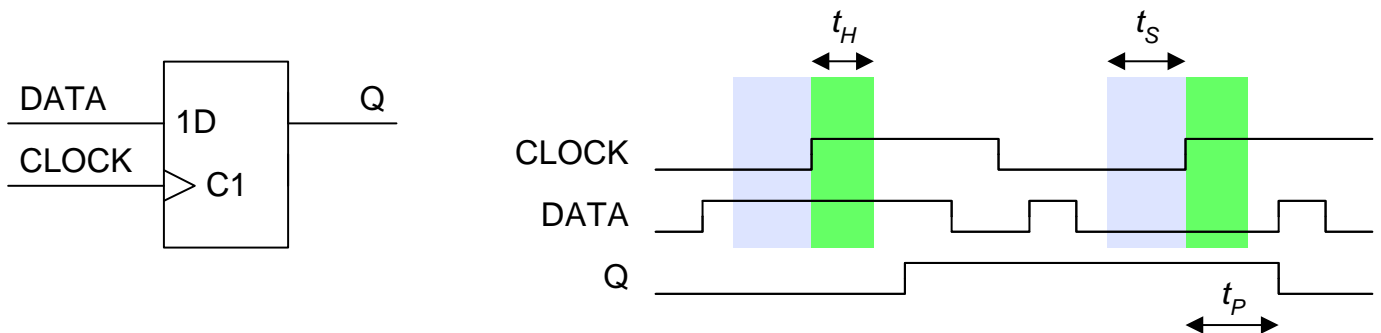 DATA
CLOCK
1D
C1
Q
t_H
t_S
CLOCK
DATA
Q
t_P